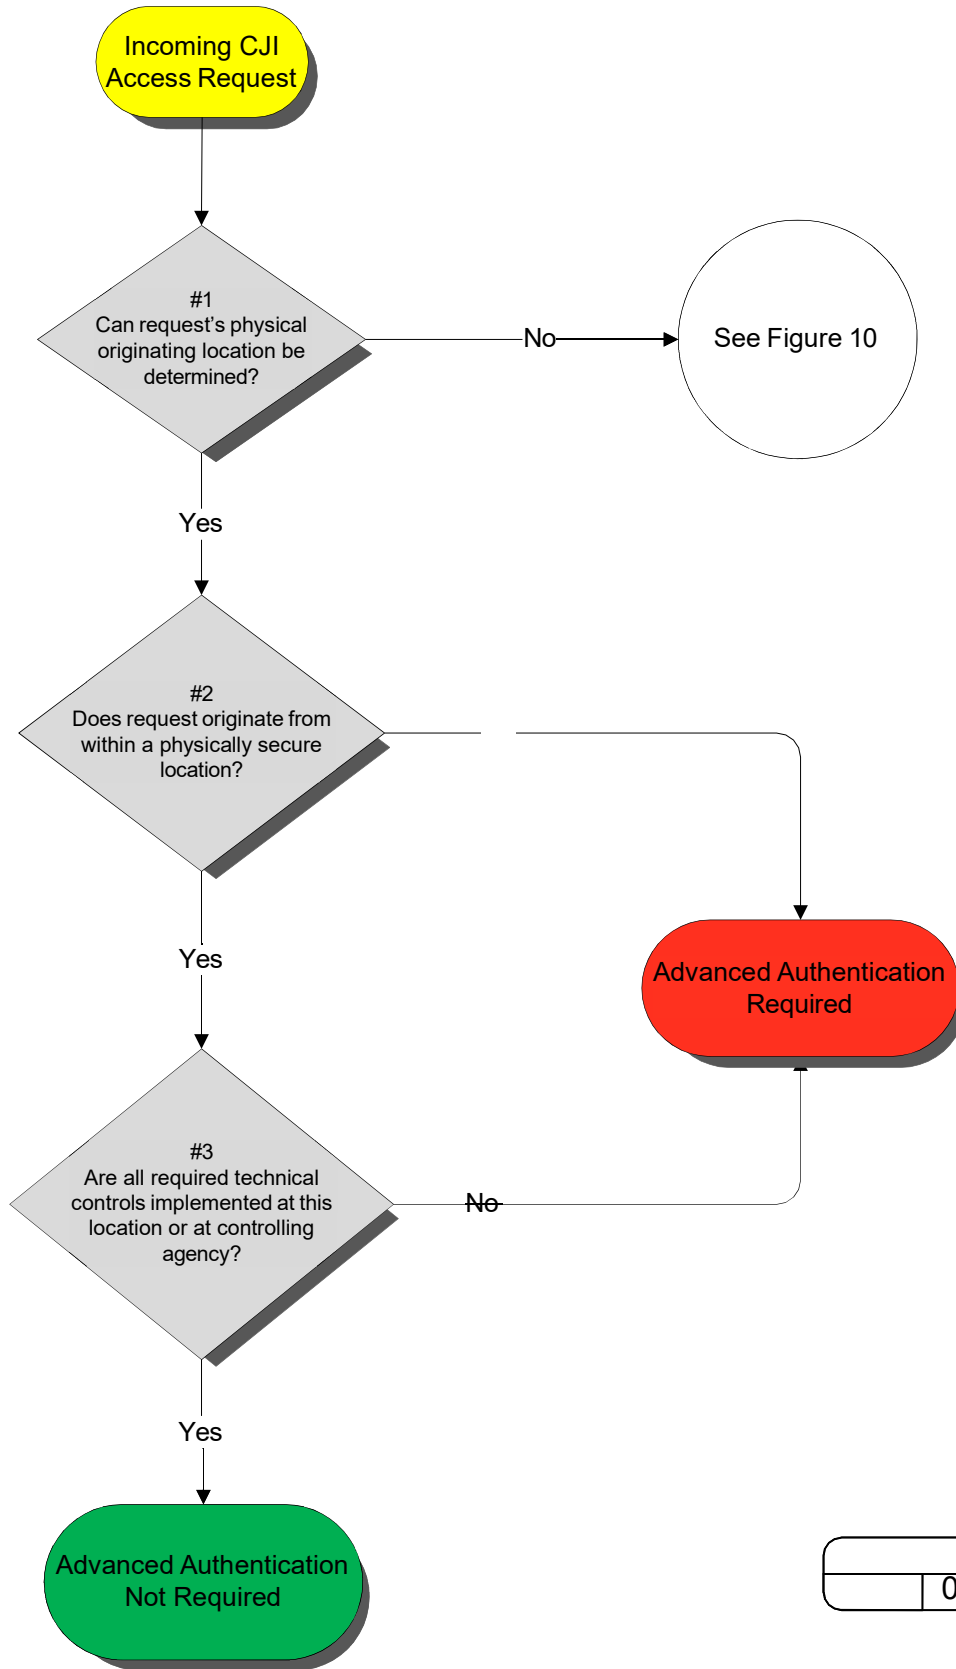 Incoming CJI
Access Request
#1
Can request’s physical
originating location be
determined?
No
See Figure 10
Yes
#2
Does request originate from
within a physically secure
location?
Yes
Advanced Authentication
Required
#3
Are all required technical
controls implemented at this
location or at controlling
agency?
No
Yes
Advanced Authentication
Not Required
0